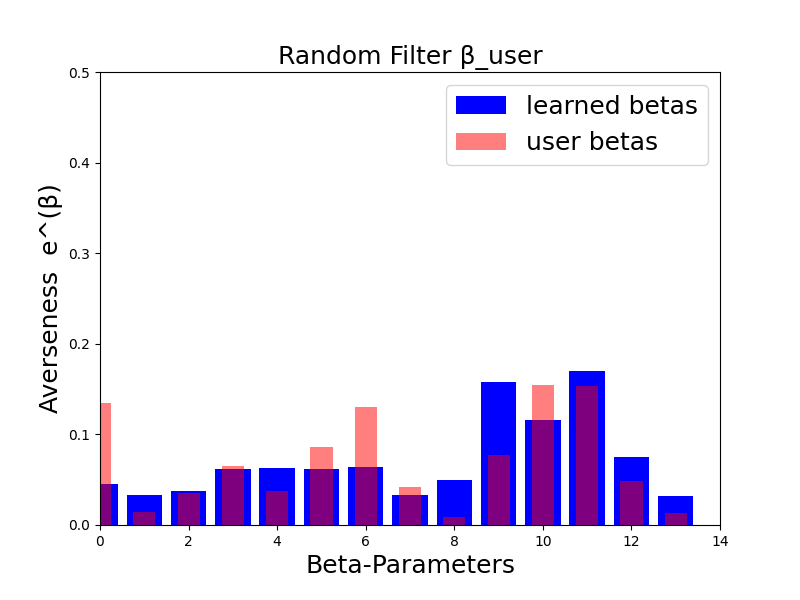 Random Filter β_user
learned betas
user betas
Averseness e^(β)
0.5
0.4
0.3
0.2
0.1
0.0
0 2 4 6 8 10 12 14
Beta-Parameters